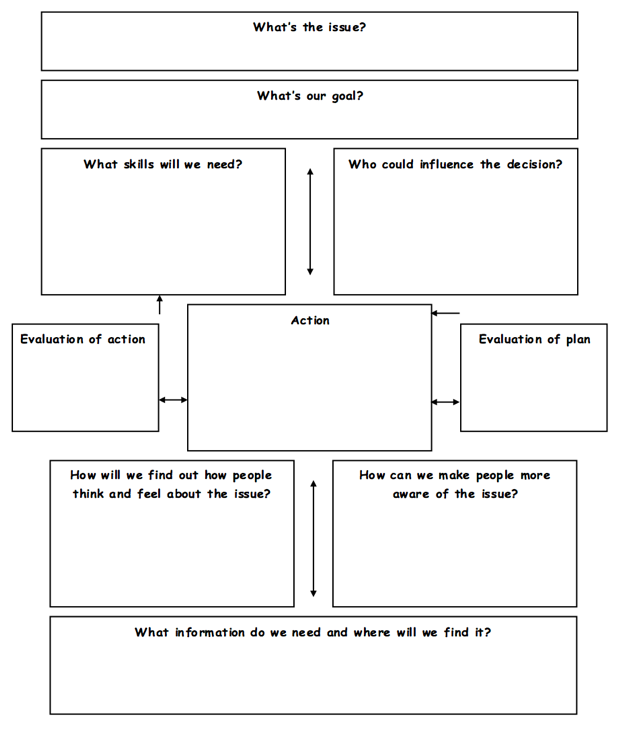 What's the issue?
What's our goal?
What skills will we need?
Who could influence the decision?
Action
Evaluation of action
Evaluation of plan
How will we find out how people
think and feel about the issue?
How can we make people more
aware of the issue?
What information do we need and where will we find it?